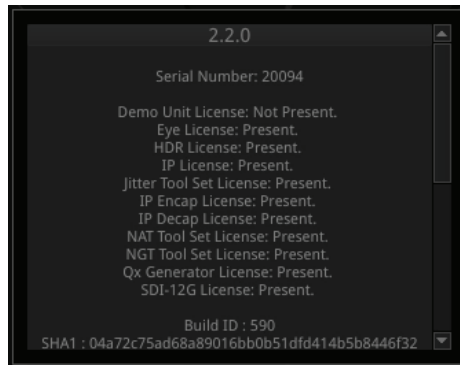 2.2.0
Serial Number: 20094
Demo Unit License: Not Present.
Eye License: Present.
HDR License: Present.
IP License: Present.
Jitter Tool Set License: Present.
IP Encap License: Present.
IP Decap License: Present.
NAT Tool Set License: Present.
NGT Tool Set License: Present.
Qx Generator License: Present.
SDI-12G License: Present.
Build ID : 590
SHA1 : 04a72c75ad68a89016bb0b51dfd414b5b8446f32